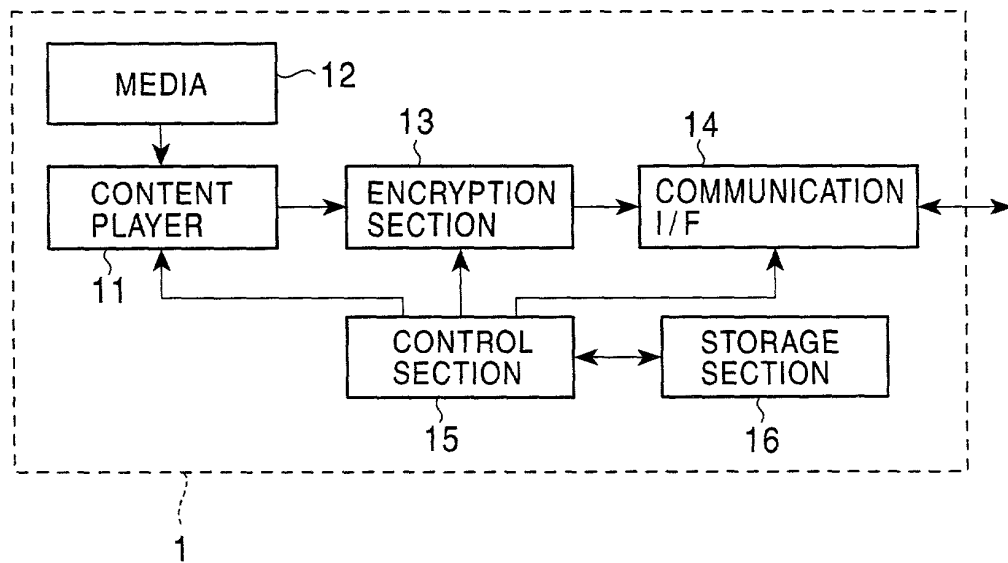 MEDIA
12
13
14
CONTENT
PLAYER
ENCRYPTION
SECTION
COMMUNICATION
I/F
11
CONTROL
SECTION
STORAGE
SECTION
15
16
1